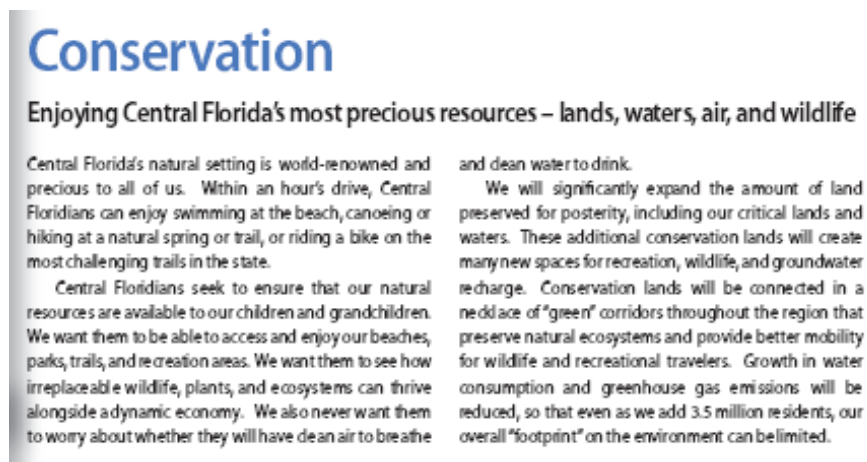 Conservation
Enjoying Central Florida's most precious resources – lands, waters, air, and wildlife
Central Florida's natural setting is world-renowned and
precious to all of us. Within an hour's drive, Central
Floridians can enjoy swimming at the beach, canoeing or
hiking at a natural spring or trail, or riding a bike on the
most challenging trails in the state.
Central Floridians seek to ensure that our natural
resources are available to our children and grandchildren.
We want them to be able to access and enjoy our beaches,
parks, trails, and recreation areas. We want them to see how
irreplaceable wildlife, plants, and ecosystems can thrive
alongside a dynamic economy. We also never want them
to worry about whether they will have clean air to breathe
and clean water to drink.
We will significantly expand the amount of land
preserved for posterity, including our critical lands and
waters. These additional conservation lands will create
many new spaces for recreation, wildlife, and groundwater
recharge. Conservation lands will be connected in a
necklace of "green" corridors throughout the region that
preserve natural ecosystems and provide better mobility
for wildlife and recreational travelers. Growth in water
consumption and greenhouse gas emissions will be
reduced, so that even as we add 3.5 million residents, our
overall "footprint" on the environment can be limited.